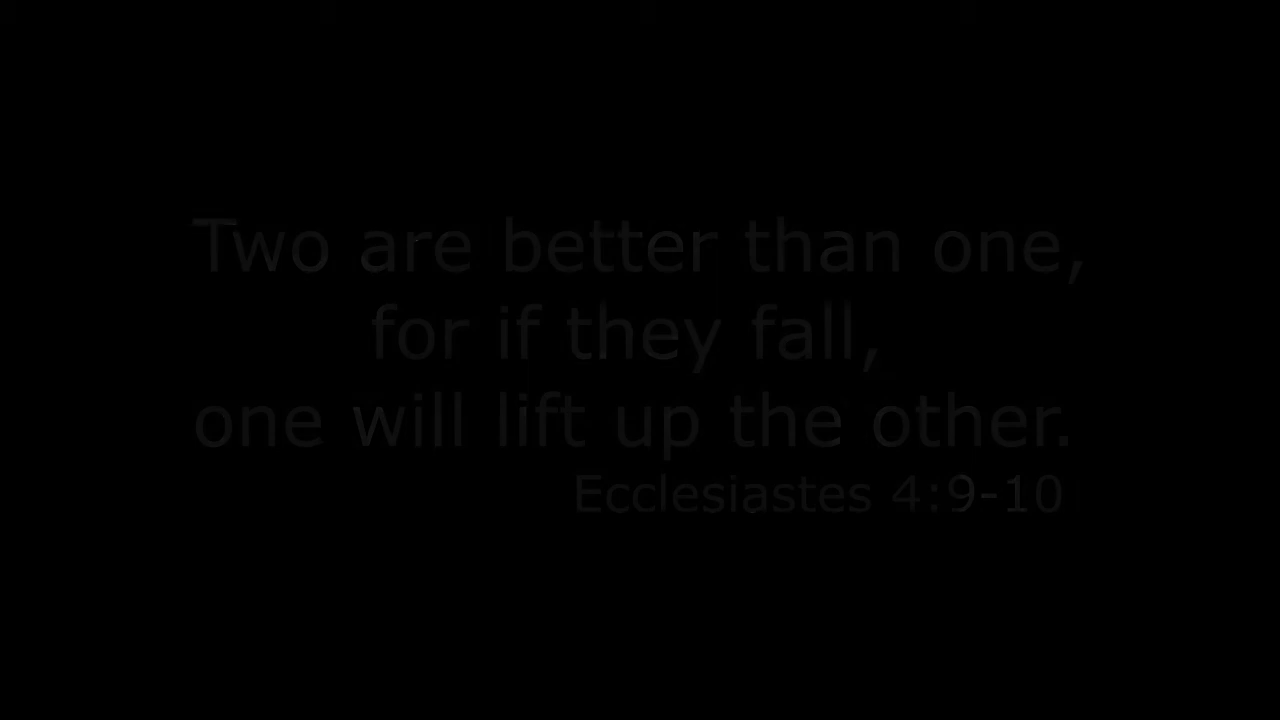 Two are better than one,
for if they fall,
one will lift up the other.
Ecclesiastes 4:9-10